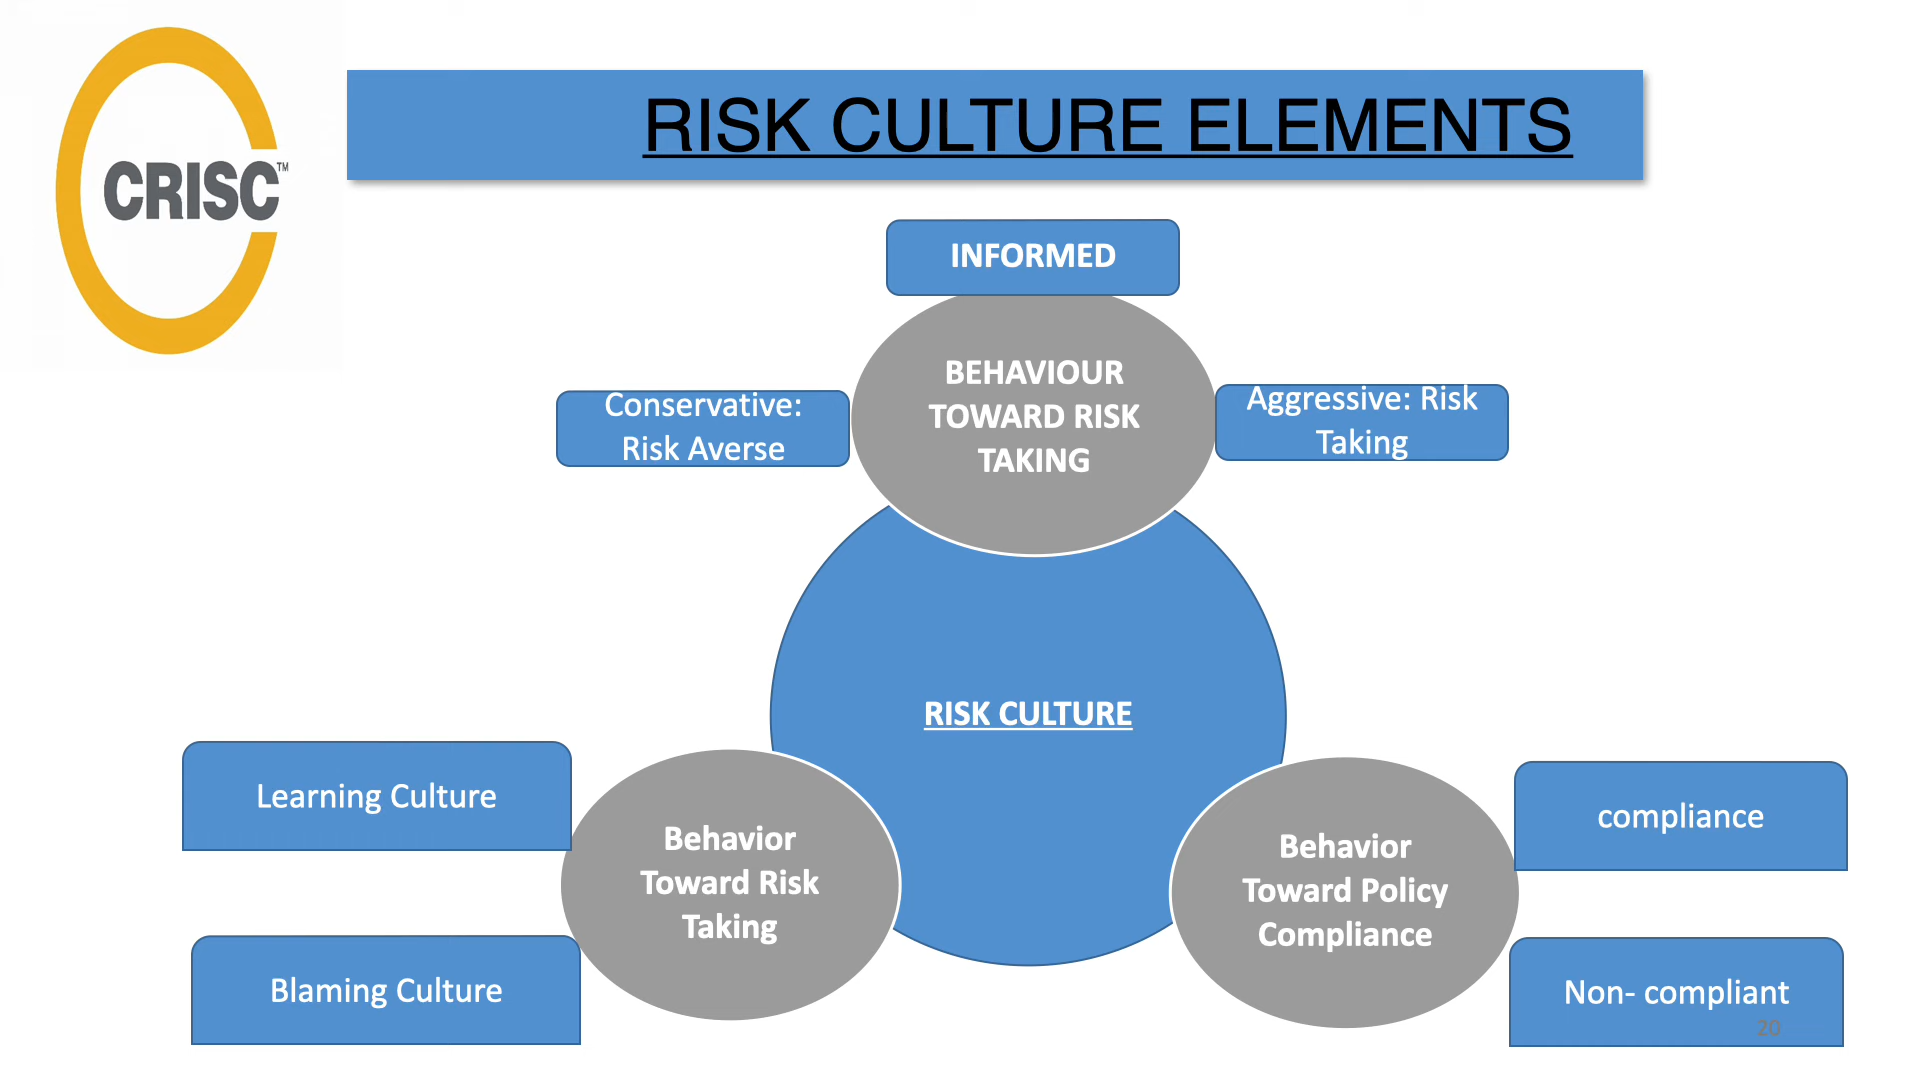 CRISC™
RISK CULTURE ELEMENTS
INFORMED
BEHAVIOUR
TOWARD RISK
TAKING
Conservative:
Risk Averse
Aggressive: Risk
Taking
RISK CULTURE
Learning Culture
Blaming Culture
Behavior
Toward Risk
Taking
Behavior
Toward Policy
Compliance
compliance
Non- compliant
20